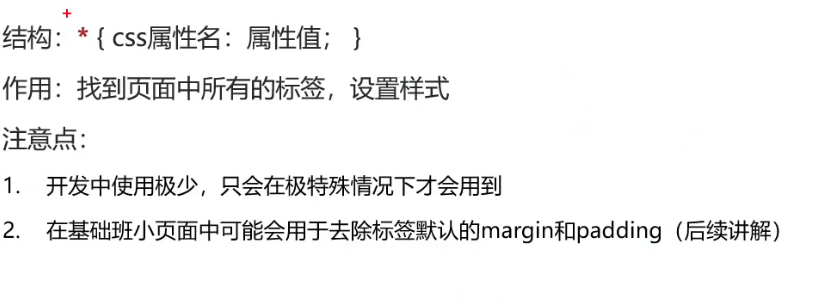 结构：* { css属性名：属性值； }
作用：找到页面中所有的标签，设置样式
注意点：
1. 开发中使用极少，只会在极特殊情况下才会用到
2. 在基础班小页面中可能会用于去除标签默认的margin和padding（后续讲解）